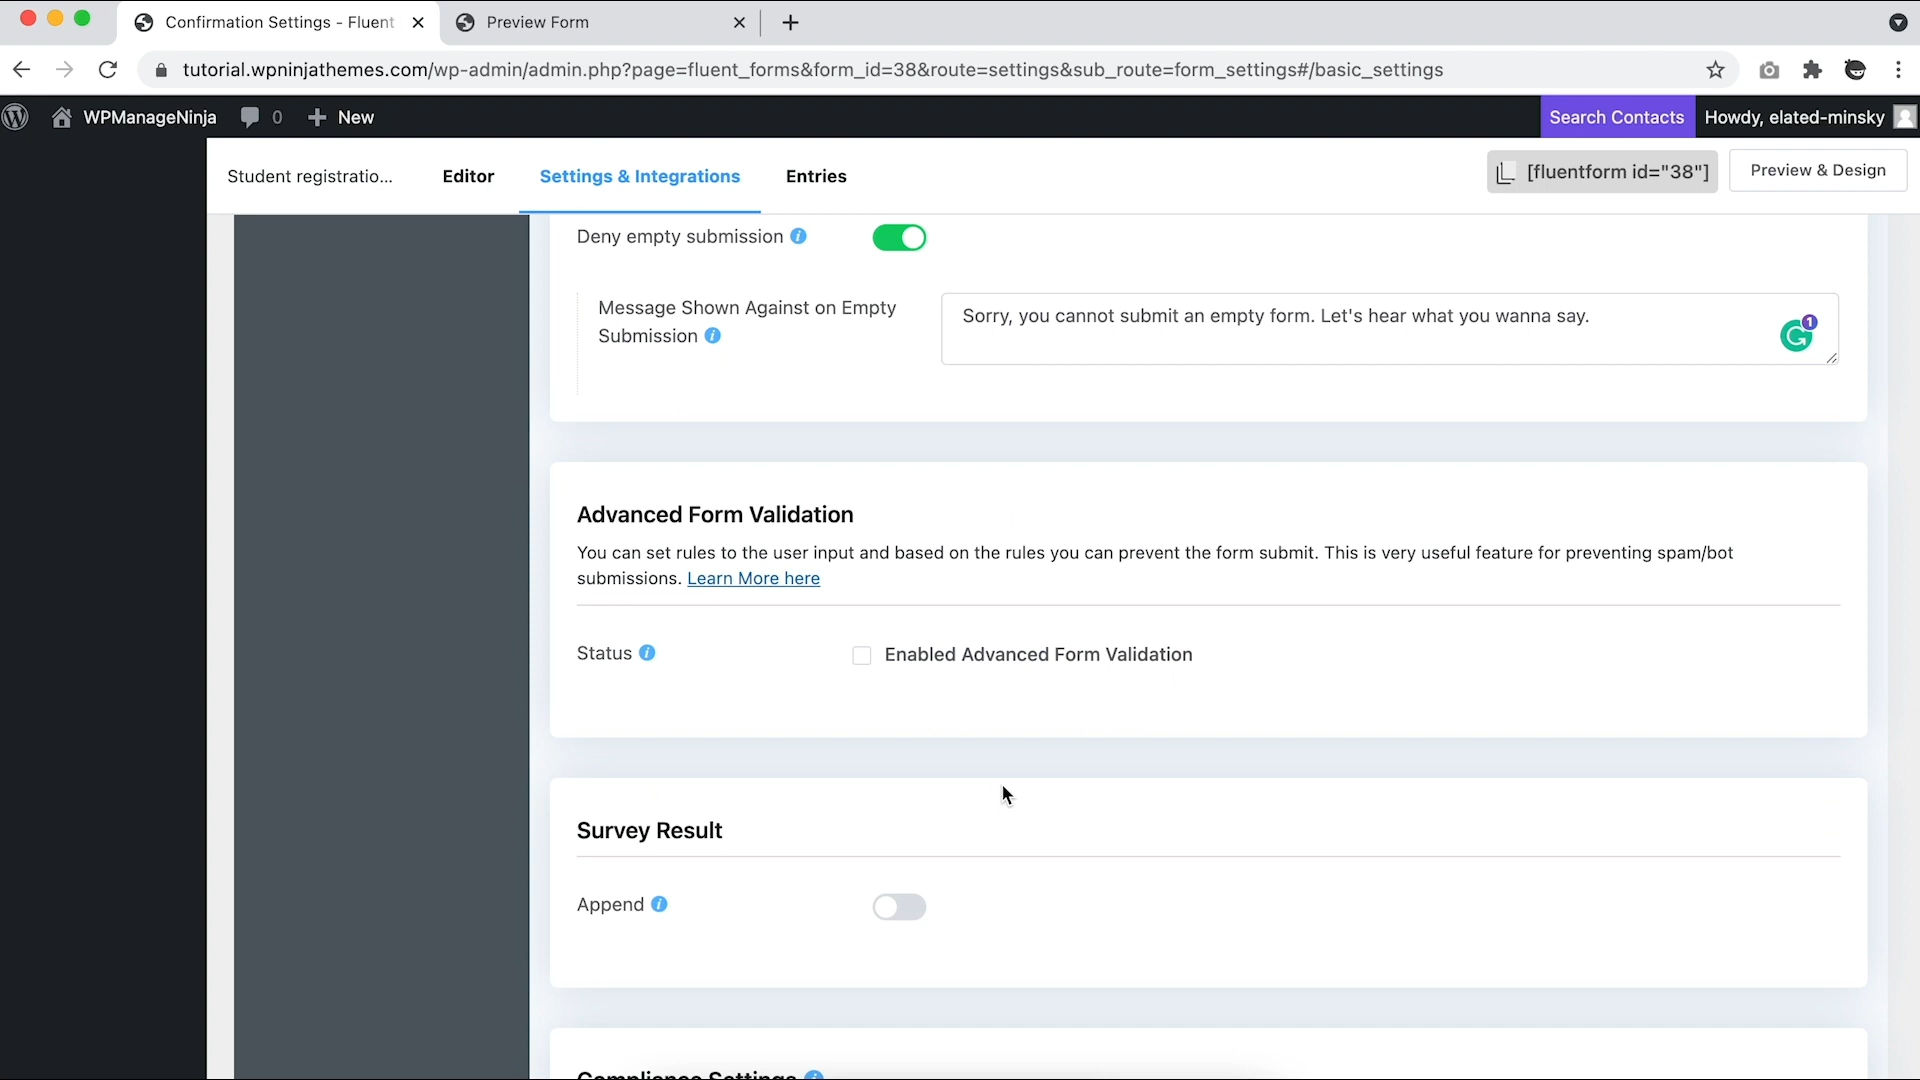 Confirmation Settings - Fluent
Preview Form
tutorial.wpninjathemes.com/wp-admin/admin.php?page=fluent_forms&form_id=38&route=settings&sub_route=form_settings#/basic_settings
WPManageNinja 0 New Search Contacts Howdy, elated-minsky
Student registratio... Editor Settings & Integrations Entries [fluentform id="38"] Preview & Design
Deny empty submission
Message Shown Against on Empty
Submission
Sorry, you cannot submit an empty form. Let's hear what you wanna say.
1
Advanced Form Validation
You can set rules to the user input and based on the rules you can prevent the form submit. This is very useful feature for preventing spam/bot
submissions. Learn More here
Status Enabled Advanced Form Validation
Survey Result
Append
Compliance Settings